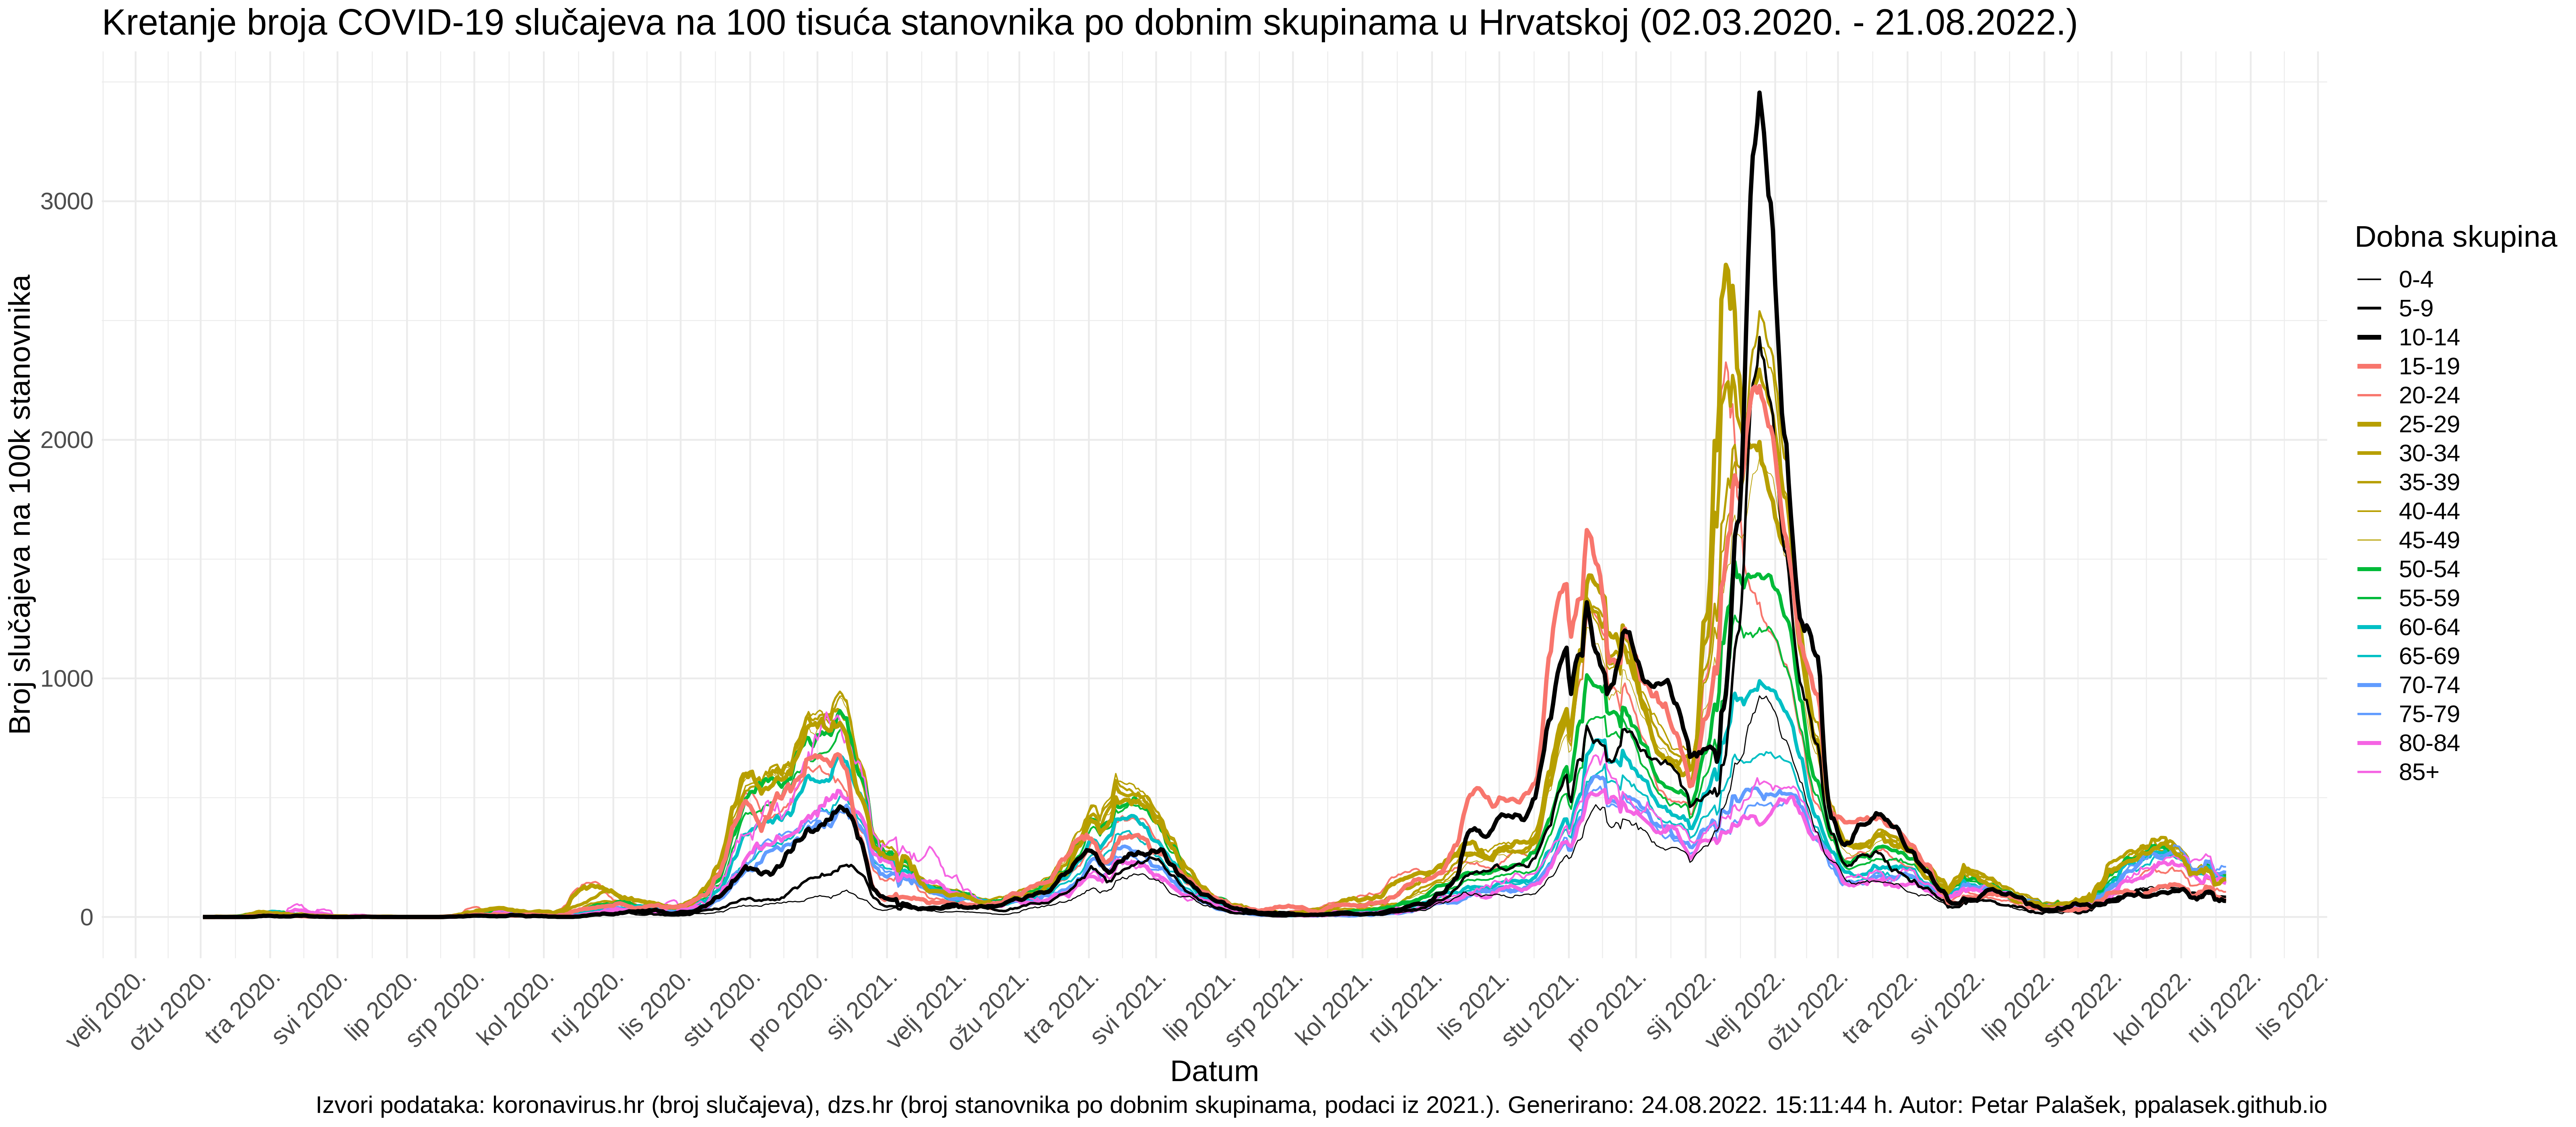 Kretanje broja COVID-19 slučajeva na 100 tisuća stanovnika po dobnim skupinama u Hrvatskoj (02.03.2020. - 21.08.2022.)
Broj slučajeva na 100k stanovnika
3000
2000
1000
0
velj 2020.
ožu 2020.
tra 2020.
svi 2020.
lip 2020.
srp 2020.
kol 2020.
ruj 2020.
lis 2020.
stu 2020.
pro 2020.
sij 2021.
velj 2021.
ožu 2021.
tra 2021.
svi 2021.
lip 2021.
srp 2021.
kol 2021.
ruj 2021.
lis 2021.
stu 2021.
pro 2021.
sij 2022.
velj 2022.
ožu 2022.
tra 2022.
svi 2022.
lip 2022.
srp 2022.
kol 2022.
ruj 2022.
lis 2022.
Datum
Dobna skupina
0-4
5-9
10-14
15-19
20-24
25-29
30-34
35-39
40-44
45-49
50-54
55-59
60-64
65-69
70-74
75-79
80-84
85+
Izvori podataka: koronavirus.hr (broj slučajeva), dzs.hr (broj stanovnika po dobnim skupinama, podaci iz 2021.). Generirano: 24.08.2022. 15:11:44 h. Autor: Petar Palašek, ppalasek.github.io